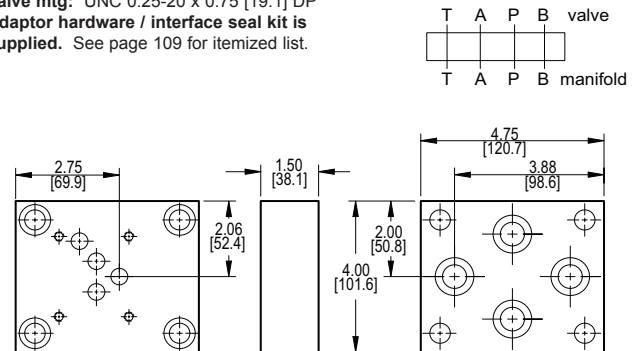 alve mtg: UNC 0.25-20 x 0.75 [19.1] DP
daptor hardware / interface seal kit is
upplied. See page 109 for itemized list.
T A P B valve
T A P B manifold
4.75
[120.7]
2.75
[69.9]
1.50
[38.1]
3.88
[98.6]
2.06
[52.4]
2.00
[50.8]
4.00
[101.6]